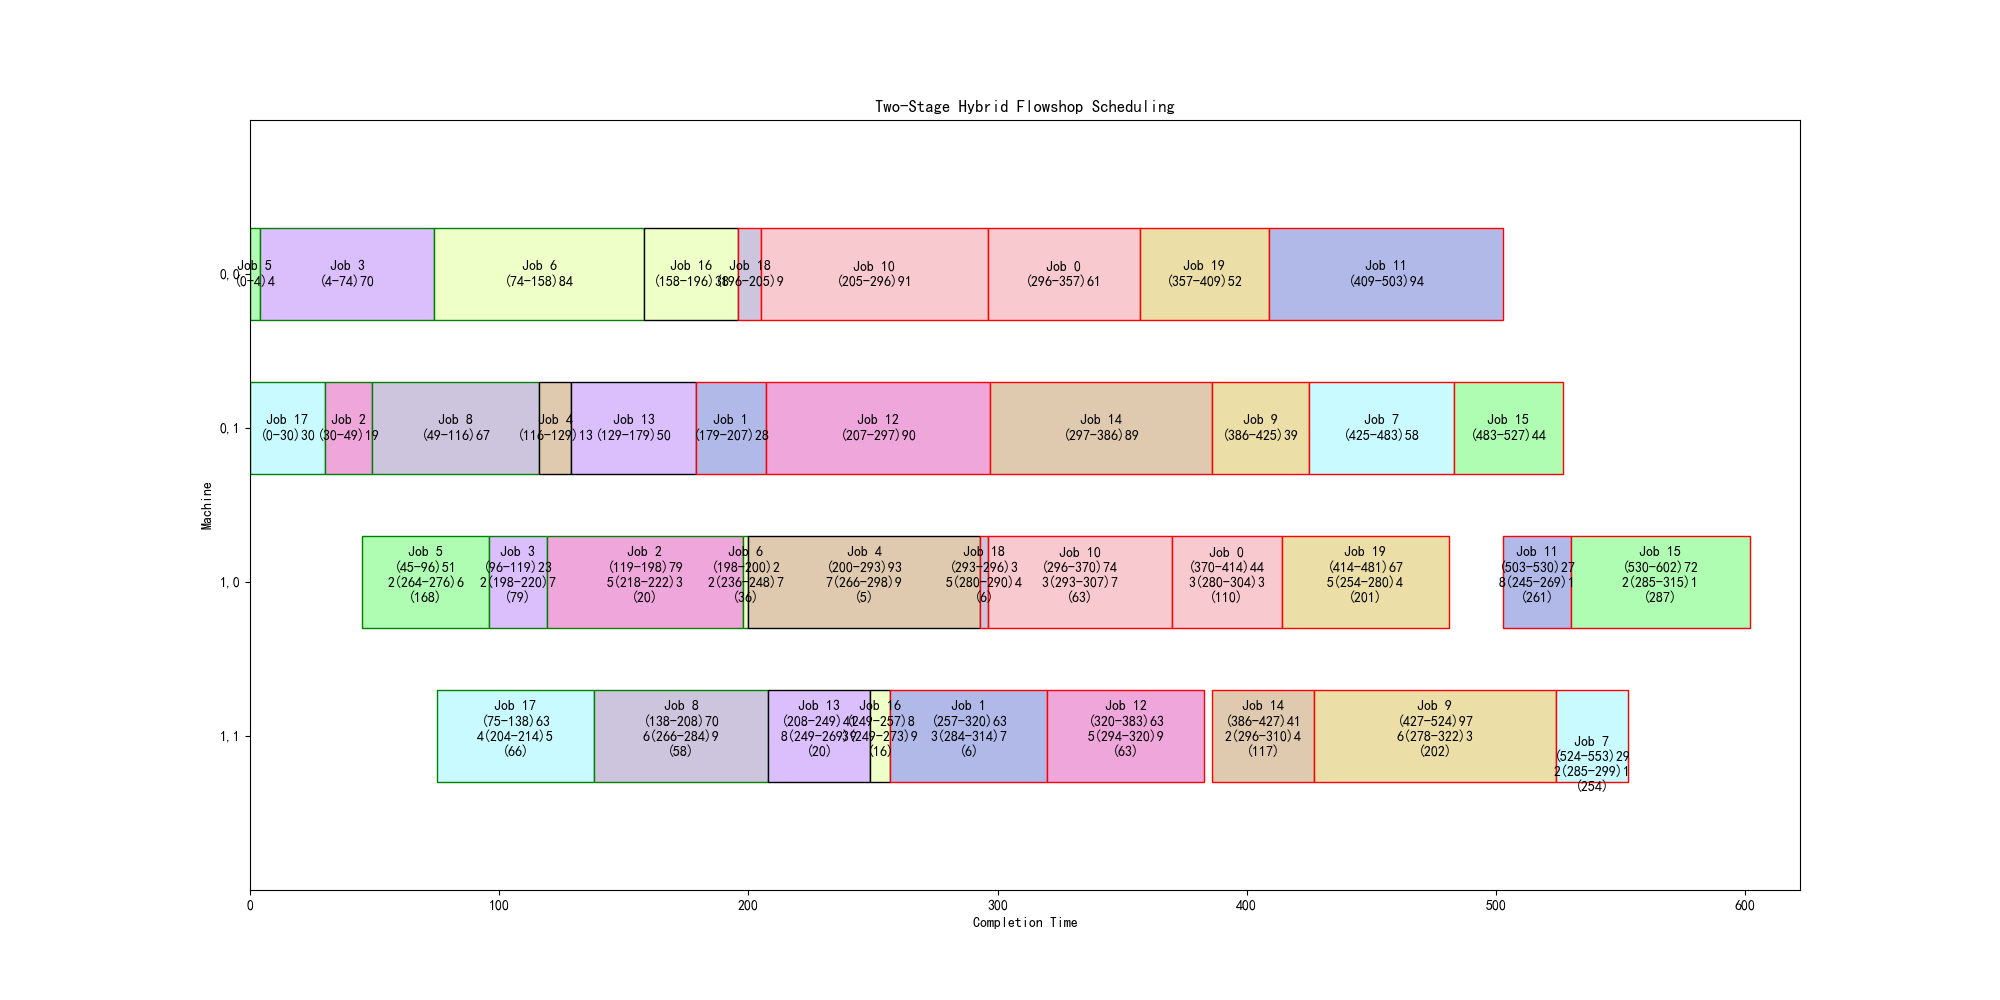 Two-Stage Hybrid Flowshop Scheduling
Machine
0,0
Job 5
(0-4)4
Job 3
(4-74)70
Job 6
(74-158)84
Job 16
(158-196)38
Job 18
(196-205)9
Job 10
(205-296)91
Job 0
(296-357)61
Job 19
(357-409)52
Job 11
(409-503)94
0,1
Job 17
(0-30)30
Job 2
(30-49)19
Job 8
(49-116)67
Job 4
(116-129)13
Job 13
(129-179)50
Job 1
(179-207)28
Job 12
(207-297)90
Job 14
(297-386)89
Job 9
(386-425)39
Job 7
(425-483)58
Job 15
(483-527)44
1,0
Job 5
(45-96)51
2(264-276)6
(168)
Job 3
(96-119)23
2(198-220)7
(79)
Job 2
(119-198)79
5(218-222)3
(20)
Job 6
(198-200)2
2(236-248)7
(36)
Job 4
(200-293)93
7(266-298)9
(5)
Job 18
(293-296)3
5(280-290)4
(6)
Job 10
(296-370)74
3(293-307)7
(63)
Job 0
(370-414)44
3(280-304)3
(110)
Job 19
(414-481)67
5(254-280)4
(201)
Job 11
(503-530)27
8(245-269)1
(261)
Job 15
(530-602)72
2(285-315)1
(287)
1,1
Job 17
(75-138)63
4(204-214)5
(66)
Job 8
(138-208)70
6(266-284)9
(58)
Job 13
(208-249)41
(20)
Job 16
(249-257)8
(249-273)9
(16)
Job 1
(257-320)63
3(284-314)7
(6)
Job 12
(320-383)63
5(294-320)9
(63)
Job 14
(386-427)41
2(296-310)4
(117)
Job 9
(427-524)97
6(278-322)3
(202)
Job 7
(524-553)29
2(285-299)1
(254)
0
100
200
300
400
500
600
Completion Time